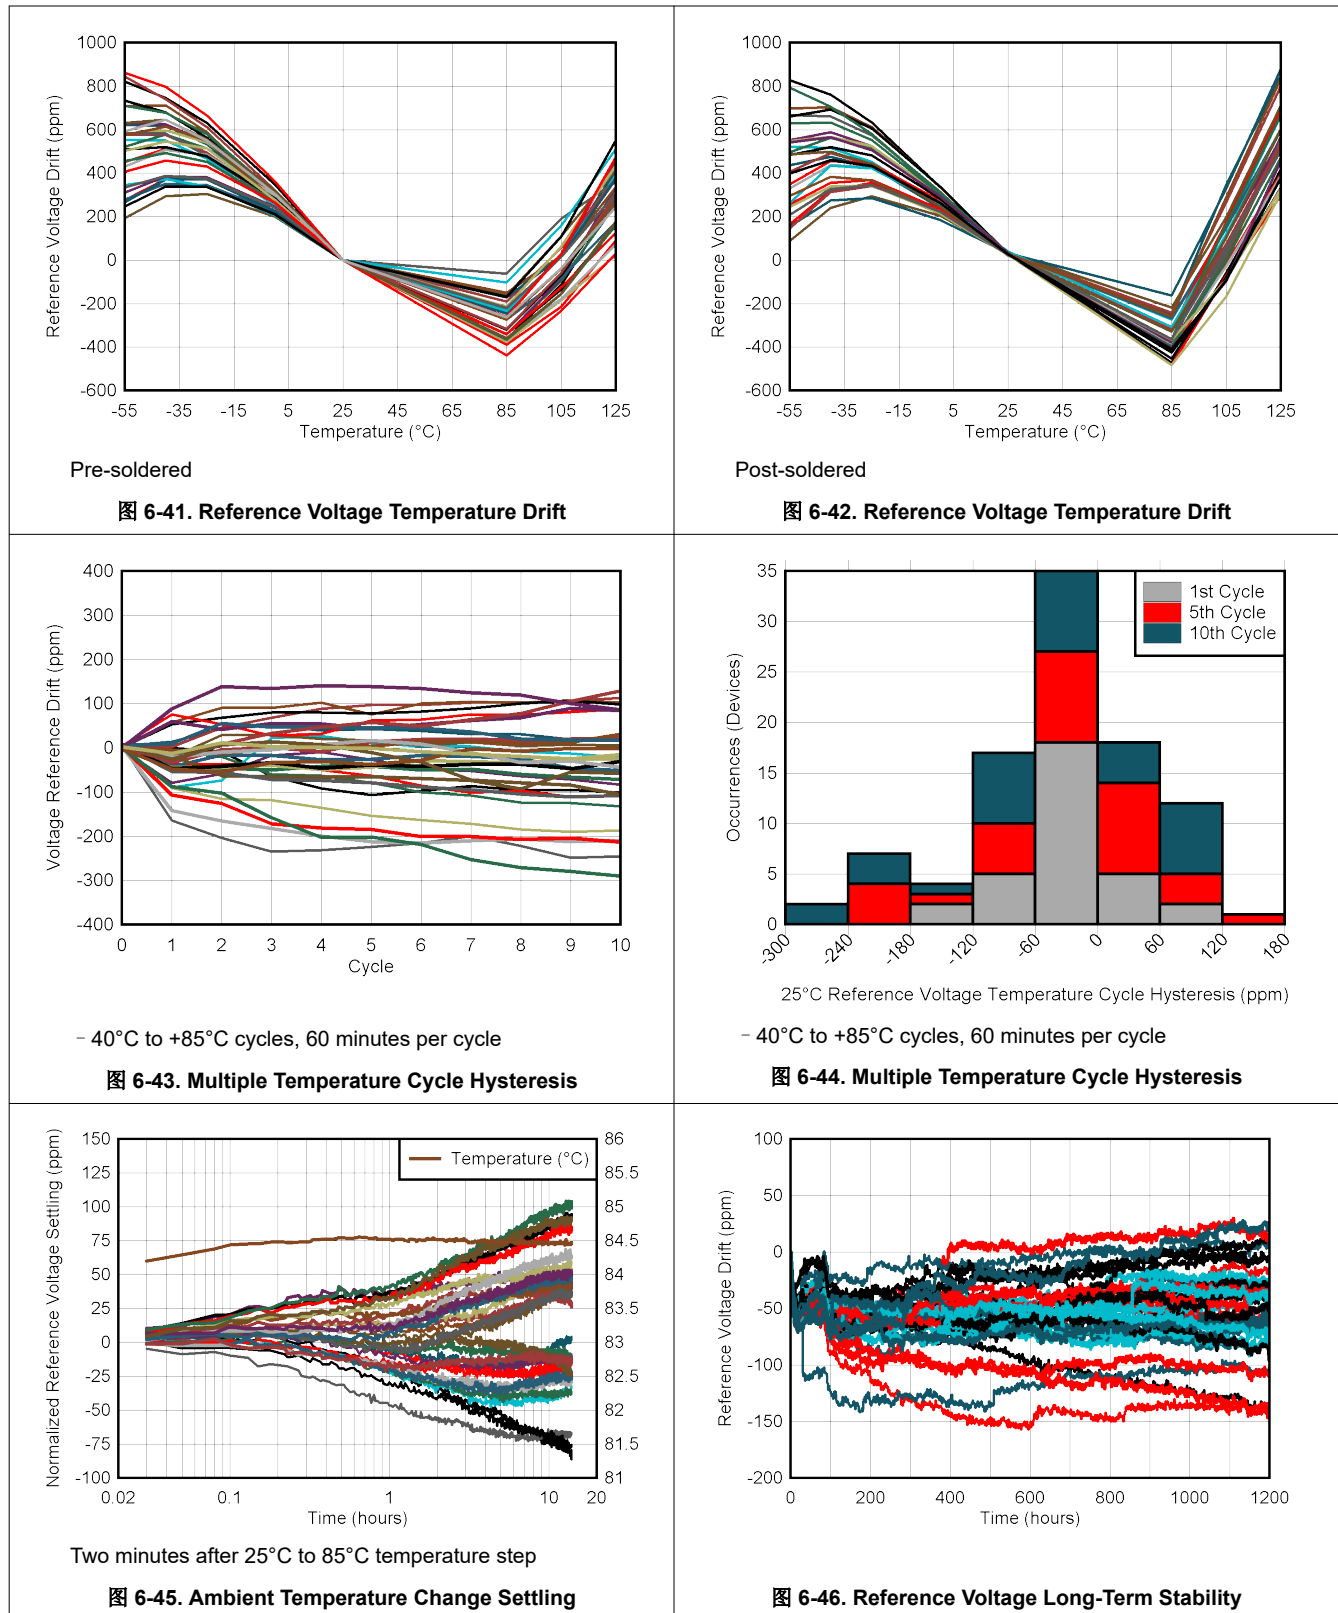 1000
800
600
400
200
0
-200
-400
-600
Reference Voltage Drift (ppm)
-55 -35 -15 5 25 45 65 85 105 125
Temperature (°C)
Pre-soldered
图 6-41. Reference Voltage Temperature Drift
1000
800
600
400
200
0
-200
-400
-600
Reference Voltage Drift (ppm)
-55 -35 -15 5 25 45 65 85 105 125
Temperature (°C)
Post-soldered
图 6-42. Reference Voltage Temperature Drift
400
300
200
100
0
-100
-200
-300
-400
Voltage Reference Drift (ppm)
0 1 2 3 4 5 6 7 8 9 10
Cycle
− 40°C to +85°C cycles, 60 minutes per cycle
图 6-43. Multiple Temperature Cycle Hysteresis
35
30
25
20
15
10
5
0
Occurrences (Devices)
1st Cycle
5th Cycle
10th Cycle
-300 -240 -180 -120 -60 0 60 120 180
25°C Reference Voltage Temperature Cycle Hysteresis (ppm)
− 40°C to +85°C cycles, 60 minutes per cycle
图 6-44. Multiple Temperature Cycle Hysteresis
150
125
100
75
50
25
0
-25
-50
-75
-100
Normalized Reference Voltage Settling (ppm)
Temperature (°C)
86
85.5
85
84.5
84
83.5
83
82.5
82
81.5
81
0.02 0.1 1 10 20
Time (hours)
Two minutes after 25°C to 85°C temperature step
图 6-45. Ambient Temperature Change Settling
100
50
0
-50
-100
-150
-200
Reference Voltage Drift (ppm)
0 200 400 600 800 1000 1200
Time (hours)
图 6-46. Reference Voltage Long-Term Stability